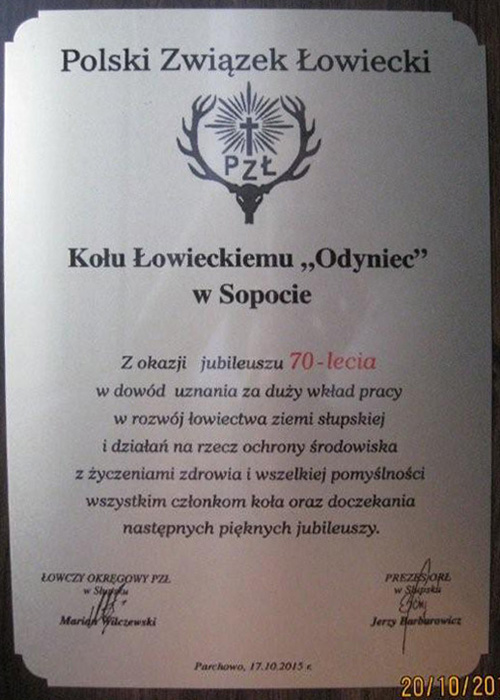 Polski Związek Łowiecki
PZŁ
Kołu Łowieckiemu „Odyniec”
w Sopocie
Z okazji jubileuszu 70-lecia
w dowód uznania za duży wkład pracy
w rozwój łowiectwa ziemi słupskiej
i działań na rzecz ochrony środowiska
z życzeniami zdrowia i wszelkiej pomyślności
wszystkim członkom koła oraz doczekania
następnych pięknych jubileuszy.
ŁOWCZY OKRĘGOWY PZŁ
w Słupsku
Marian Wilczewski
PREZES ORŁ
w Słupsku
Jerzy Barbarowicz
Parchowo, 17.10.2015 r.
20/10/20